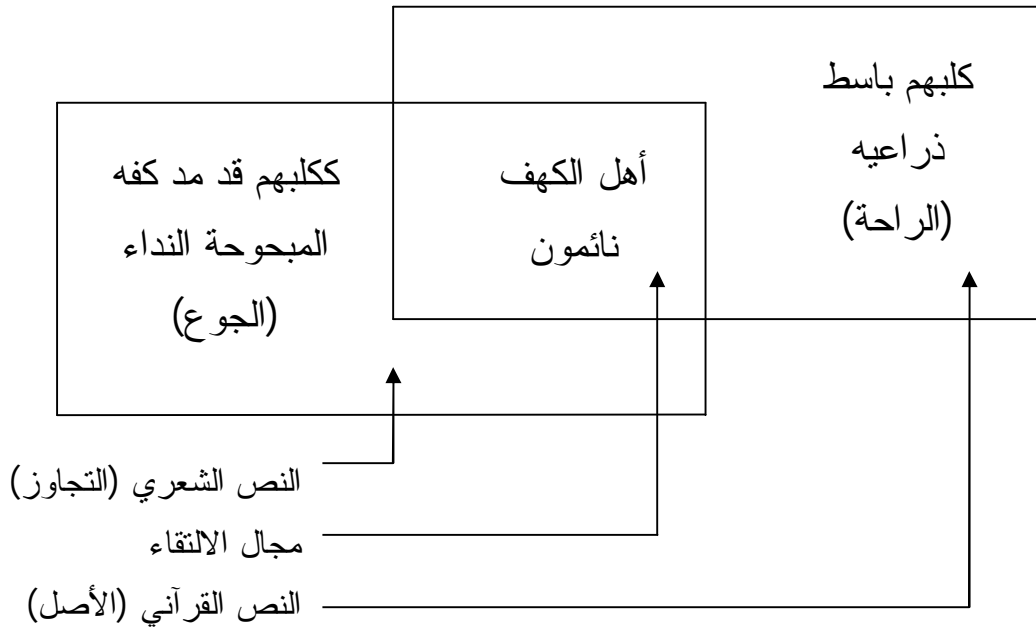 كلبهم باسط
ذراعيه
(الراحة)
أهل الكهف
نائمون
ككلبهم قد مد كفه
المبحوحة النداء
(الجوع)
النص الشعري (التجاوز)
مجال الالتقاء
النص القرآني (الأصل)